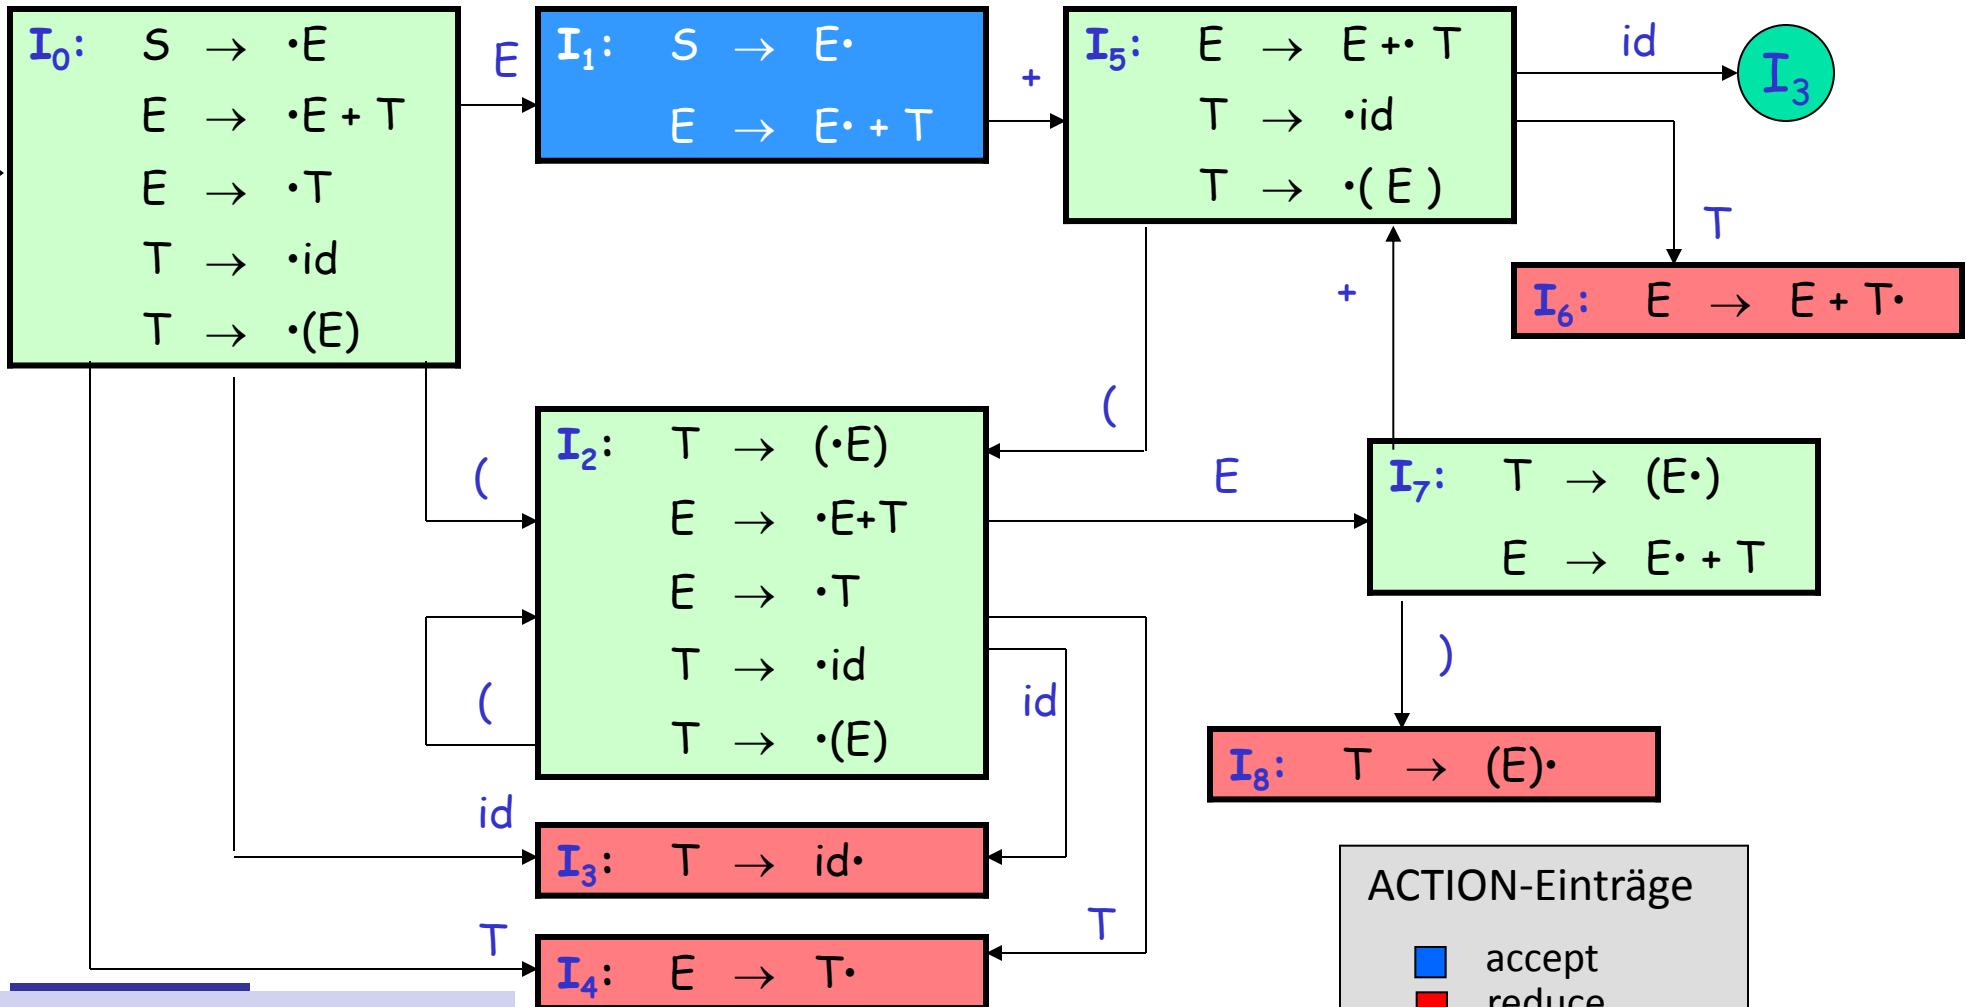 I0: S → ·E
E → ·E + T
E → ·T
T → ·id
T → ·(E)
E
I1: S → E·
E → E· + T
+
I5: E → E +· T
T → ·id
T → ·( E )
id
I3
T
I6: E → E + T·
+
(
(
I2: T → (·E)
E → ·E+T
E → ·T
T → ·id
T → ·(E)
E
I7: T → (E·)
E → E· + T
(
id
)
I8: T → (E)·
id
I3: T → id·
T
T
I4: E → T·
ACTION-Einträge
accept
reduce